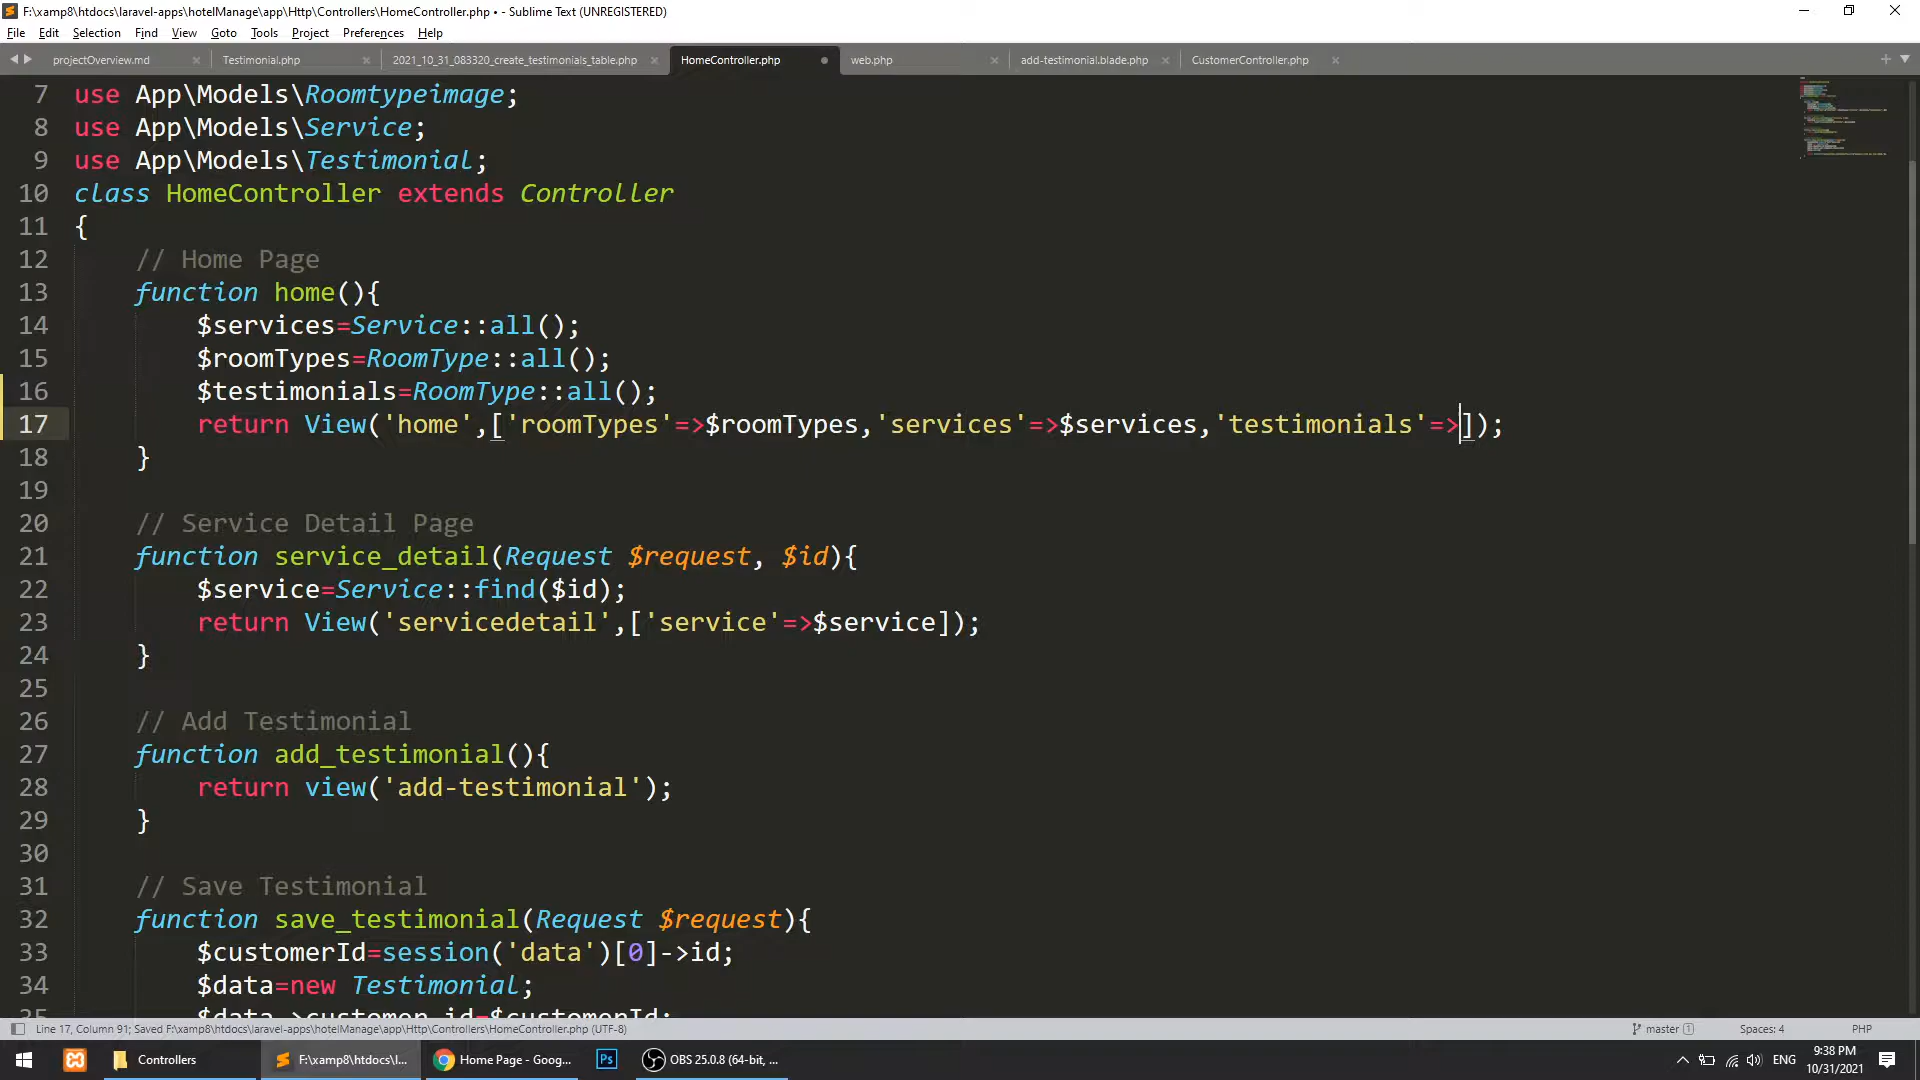 F:\xamp8\htdocs\laravel-apps\hotelManage\app\Http\Controllers\HomeController.php • - Sublime Text (UNREGISTERED)
File Edit Selection Find View Goto Tools Project Preferences Help
projectOverview.md Testimonial.php 2021_10_31_083320_create_testimonials_table.php HomeController.php web.php add-testimonial.blade.php CustomerController.php
7 use App\Models\Roomtypeimage;
8 use App\Models\Service;
9 use App\Models\Testimonial;
10 class HomeController extends Controller
11 {
12 // Home Page
13 function home(){
14 $services=Service::all();
15 $roomTypes=RoomType::all();
16 $testimonials=RoomType::all();
17 return View('home',['roomTypes'=>$roomTypes,'services'=>$services,'testimonials'=>]);
18 }
19
20 // Service Detail Page
21 function service_detail(Request $request, $id){
22 $service=Service::find($id);
23 return View('servicedetail',['service'=>$service]);
24 }
25
26 // Add Testimonial
27 function add_testimonial(){
28 return view('add-testimonial');
29 }
30
31 // Save Testimonial
32 function save_testimonial(Request $request){
33 $customerId=session('data')[0]->id;
34 $data=new Testimonial;
35 $data->customer_id=$customerId;
Line 17, Column 91; Saved F:\xamp8\htdocs\laravel-apps\hotelManage\app\Http\Controllers\HomeController.php (UTF-8) master 1 Spaces: 4 PHP
Controllers F:\xamp8\htdocs\l... Home Page - Goog... Ps OBS 25.0.8 (64-bit, ... ENG 9:38 PM
10/31/2021